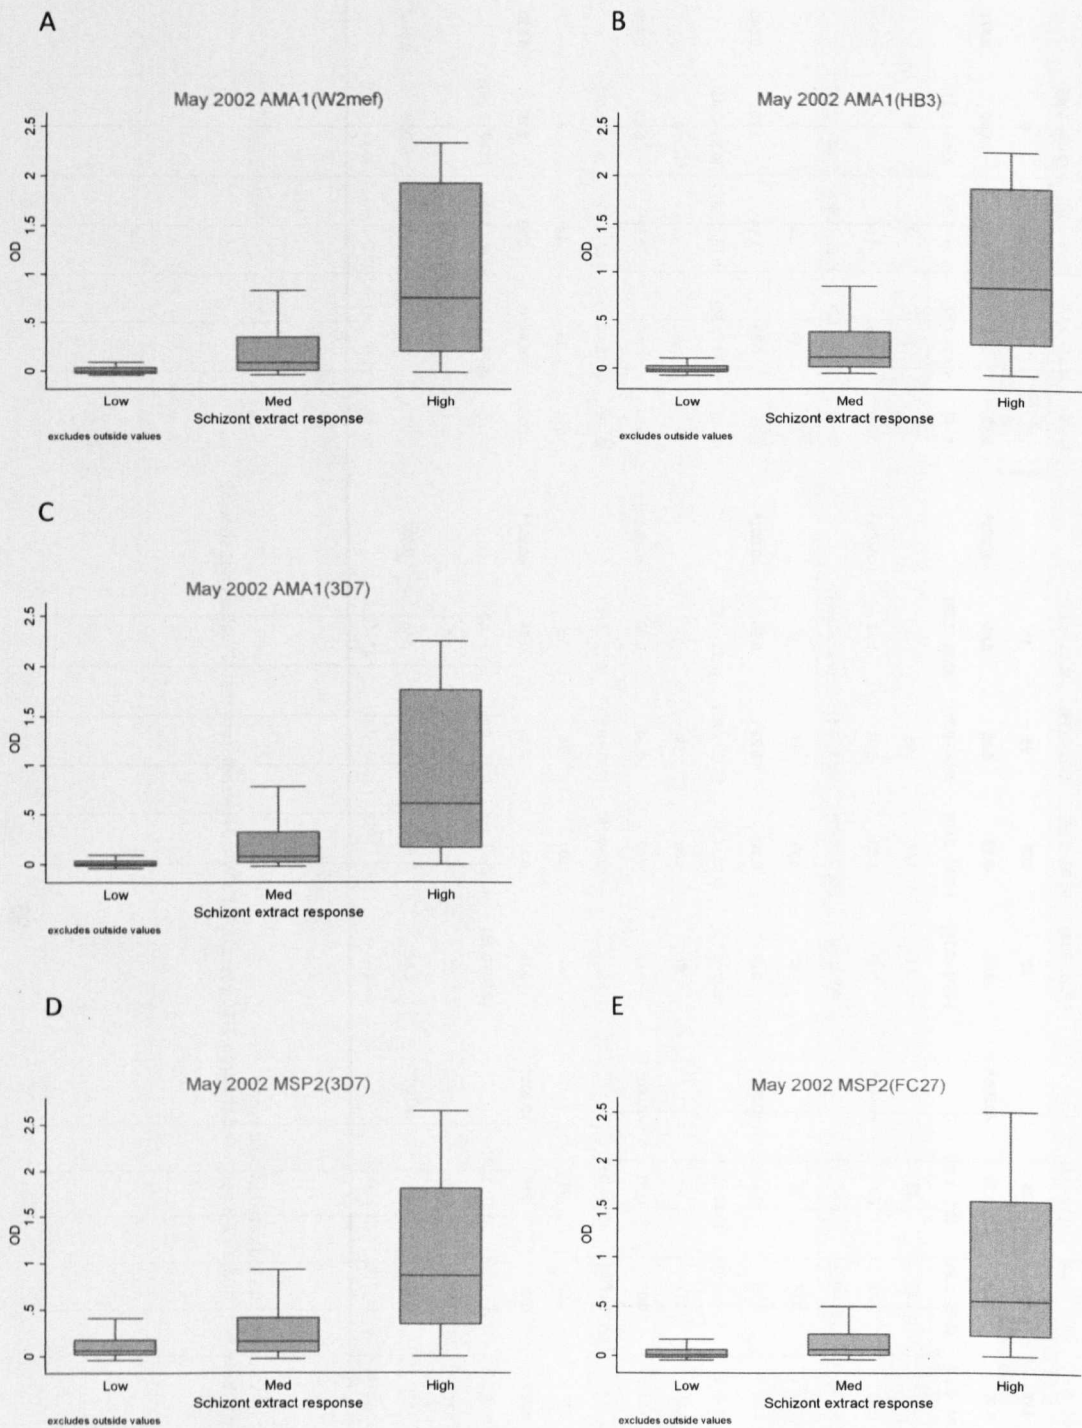 A
May 2002 AMA1(W2mef)
2.5
2
1.5
1
.5
0
OD
Low Med High
Schizont extract response
excludes outside values
B
May 2002 AMA1(HB3)
2.5
2
1.5
1
.5
0
OD
Low Med High
Schizont extract response
excludes outside values
C
May 2002 AMA1(3D7)
2.5
2
1.5
1
.5
0
OD
Low Med High
Schizont extract response
excludes outside values
D
May 2002 MSP2(3D7)
2.5
2
1.5
1
.5
0
OD
Low Med High
Schizont extract response
excludes outside values
E
May 2002 MSP2(FC27)
2.5
2
1.5
1
.5
0
OD
Low Med High
Schizont extract response
excludes outside values